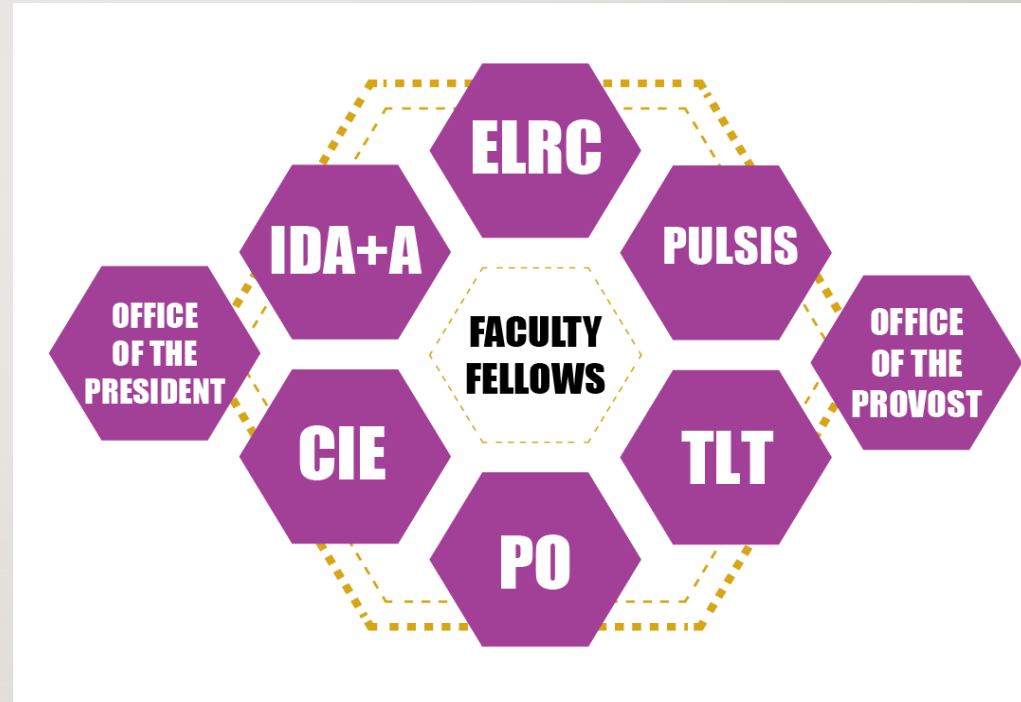 ELRC
IDA+A
PULSIS
OFFICE
OF THE
PRESIDENT
FACULTY
FELLOWS
OFFICE
OF THE
PROVOST
CIE
TLT
PO